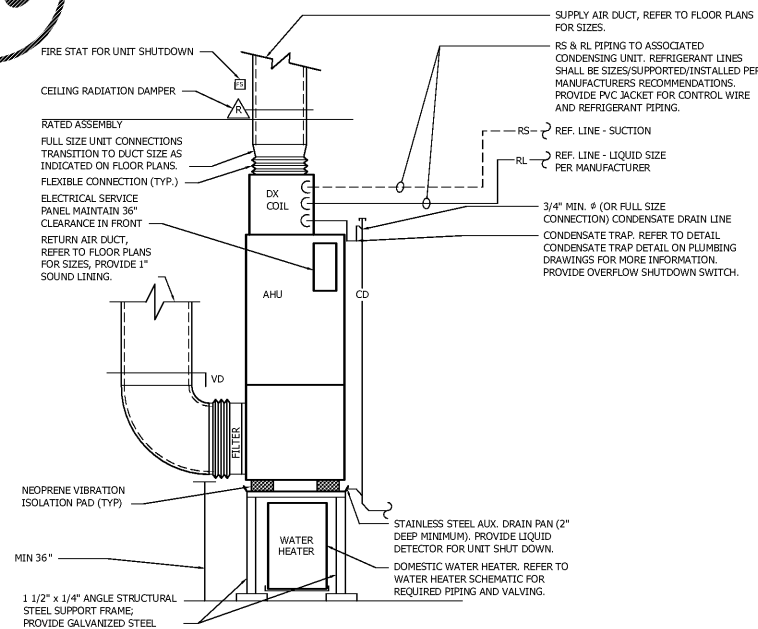 SUPPLY AIR DUCT, REFER TO FLOOR PLANS
FOR SIZES.
FIRE STAT FOR UNIT SHUTDOWN
FS
CEILING RADIATION DAMPER
R
RATED ASSEMBLY
FULL SIZE UNIT CONNECTIONS
TRANSITION TO DUCT SIZE AS
INDICATED ON FLOOR PLANS.
FLEXIBLE CONNECTION (TYP.)
ELECTRICAL SERVICE
PANEL MAINTAIN 36"
CLEARANCE IN FRONT
RETURN AIR DUCT,
REFER TO FLOOR PLANS
FOR SIZES, PROVIDE 1"
SOUND LINING.
RS & RL PIPING TO ASSOCIATED
CONDENSING UNIT. REFRIGERANT LINES
SHALL BE SIZES/SUPPORTED/INSTALLED PER
MANUFACTURERS RECOMMENDATIONS.
PROVIDE PVC JACKET FOR CONTROL WIRE
AND REFRIGERANT PIPING.
RS
REF. LINE - SUCTION
RL
REF. LINE - LIQUID SIZE
PER MANUFACTURER
DX
COIL
3/4" MIN. ϕ (OR FULL SIZE
CONNECTION) CONDENSATE DRAIN LINE
CONDENSATE TRAP. REFER TO DETAIL
CONDENSATE TRAP DETAIL ON PLUMBING
DRAWINGS FOR MORE INFORMATION.
PROVIDE OVERFLOW SHUTDOWN SWITCH.
AHU
CD
VD
FILTER
NEOPRENE VIBRATION
ISOLATION PAD (TYP)
STAINLESS STEEL AUX. DRAIN PAN (2"
DEEP MINIMUM). PROVIDE LIQUID
DETECTOR FOR UNIT SHUT DOWN.
WATER
HEATER
DOMESTIC WATER HEATER. REFER TO
WATER HEATER SCHEMATIC FOR
REQUIRED PIPING AND VALVING.
MIN 36"
1 1/2" x 1/4" ANGLE STRUCTURAL
STEEL SUPPORT FRAME;
PROVIDE GALVANIZED STEEL